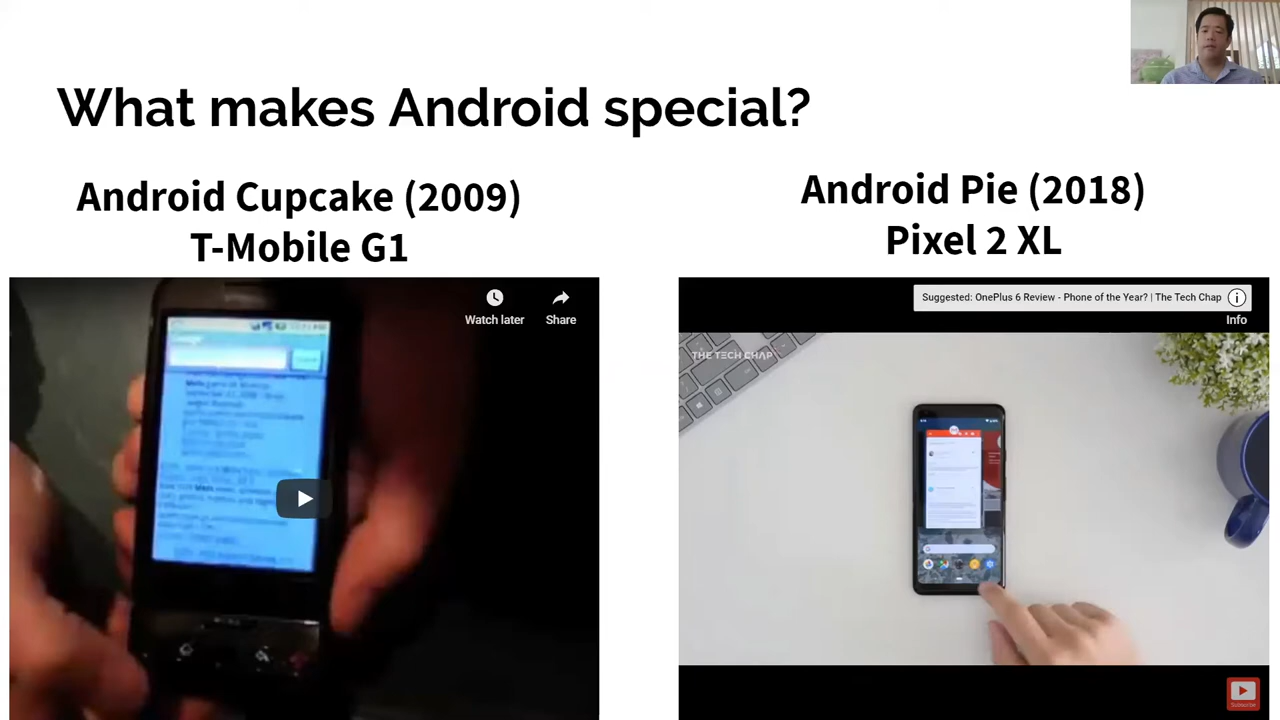 What makes Android special?
Android Cupcake (2009)
T-Mobile G1
Android Pie (2018)
Pixel 2 XL
Watch later
Share
Suggested: OnePlus 6 Review - Phone of the Year? | The Tech Chap
Info
THE TECH CHAP
Subscribe